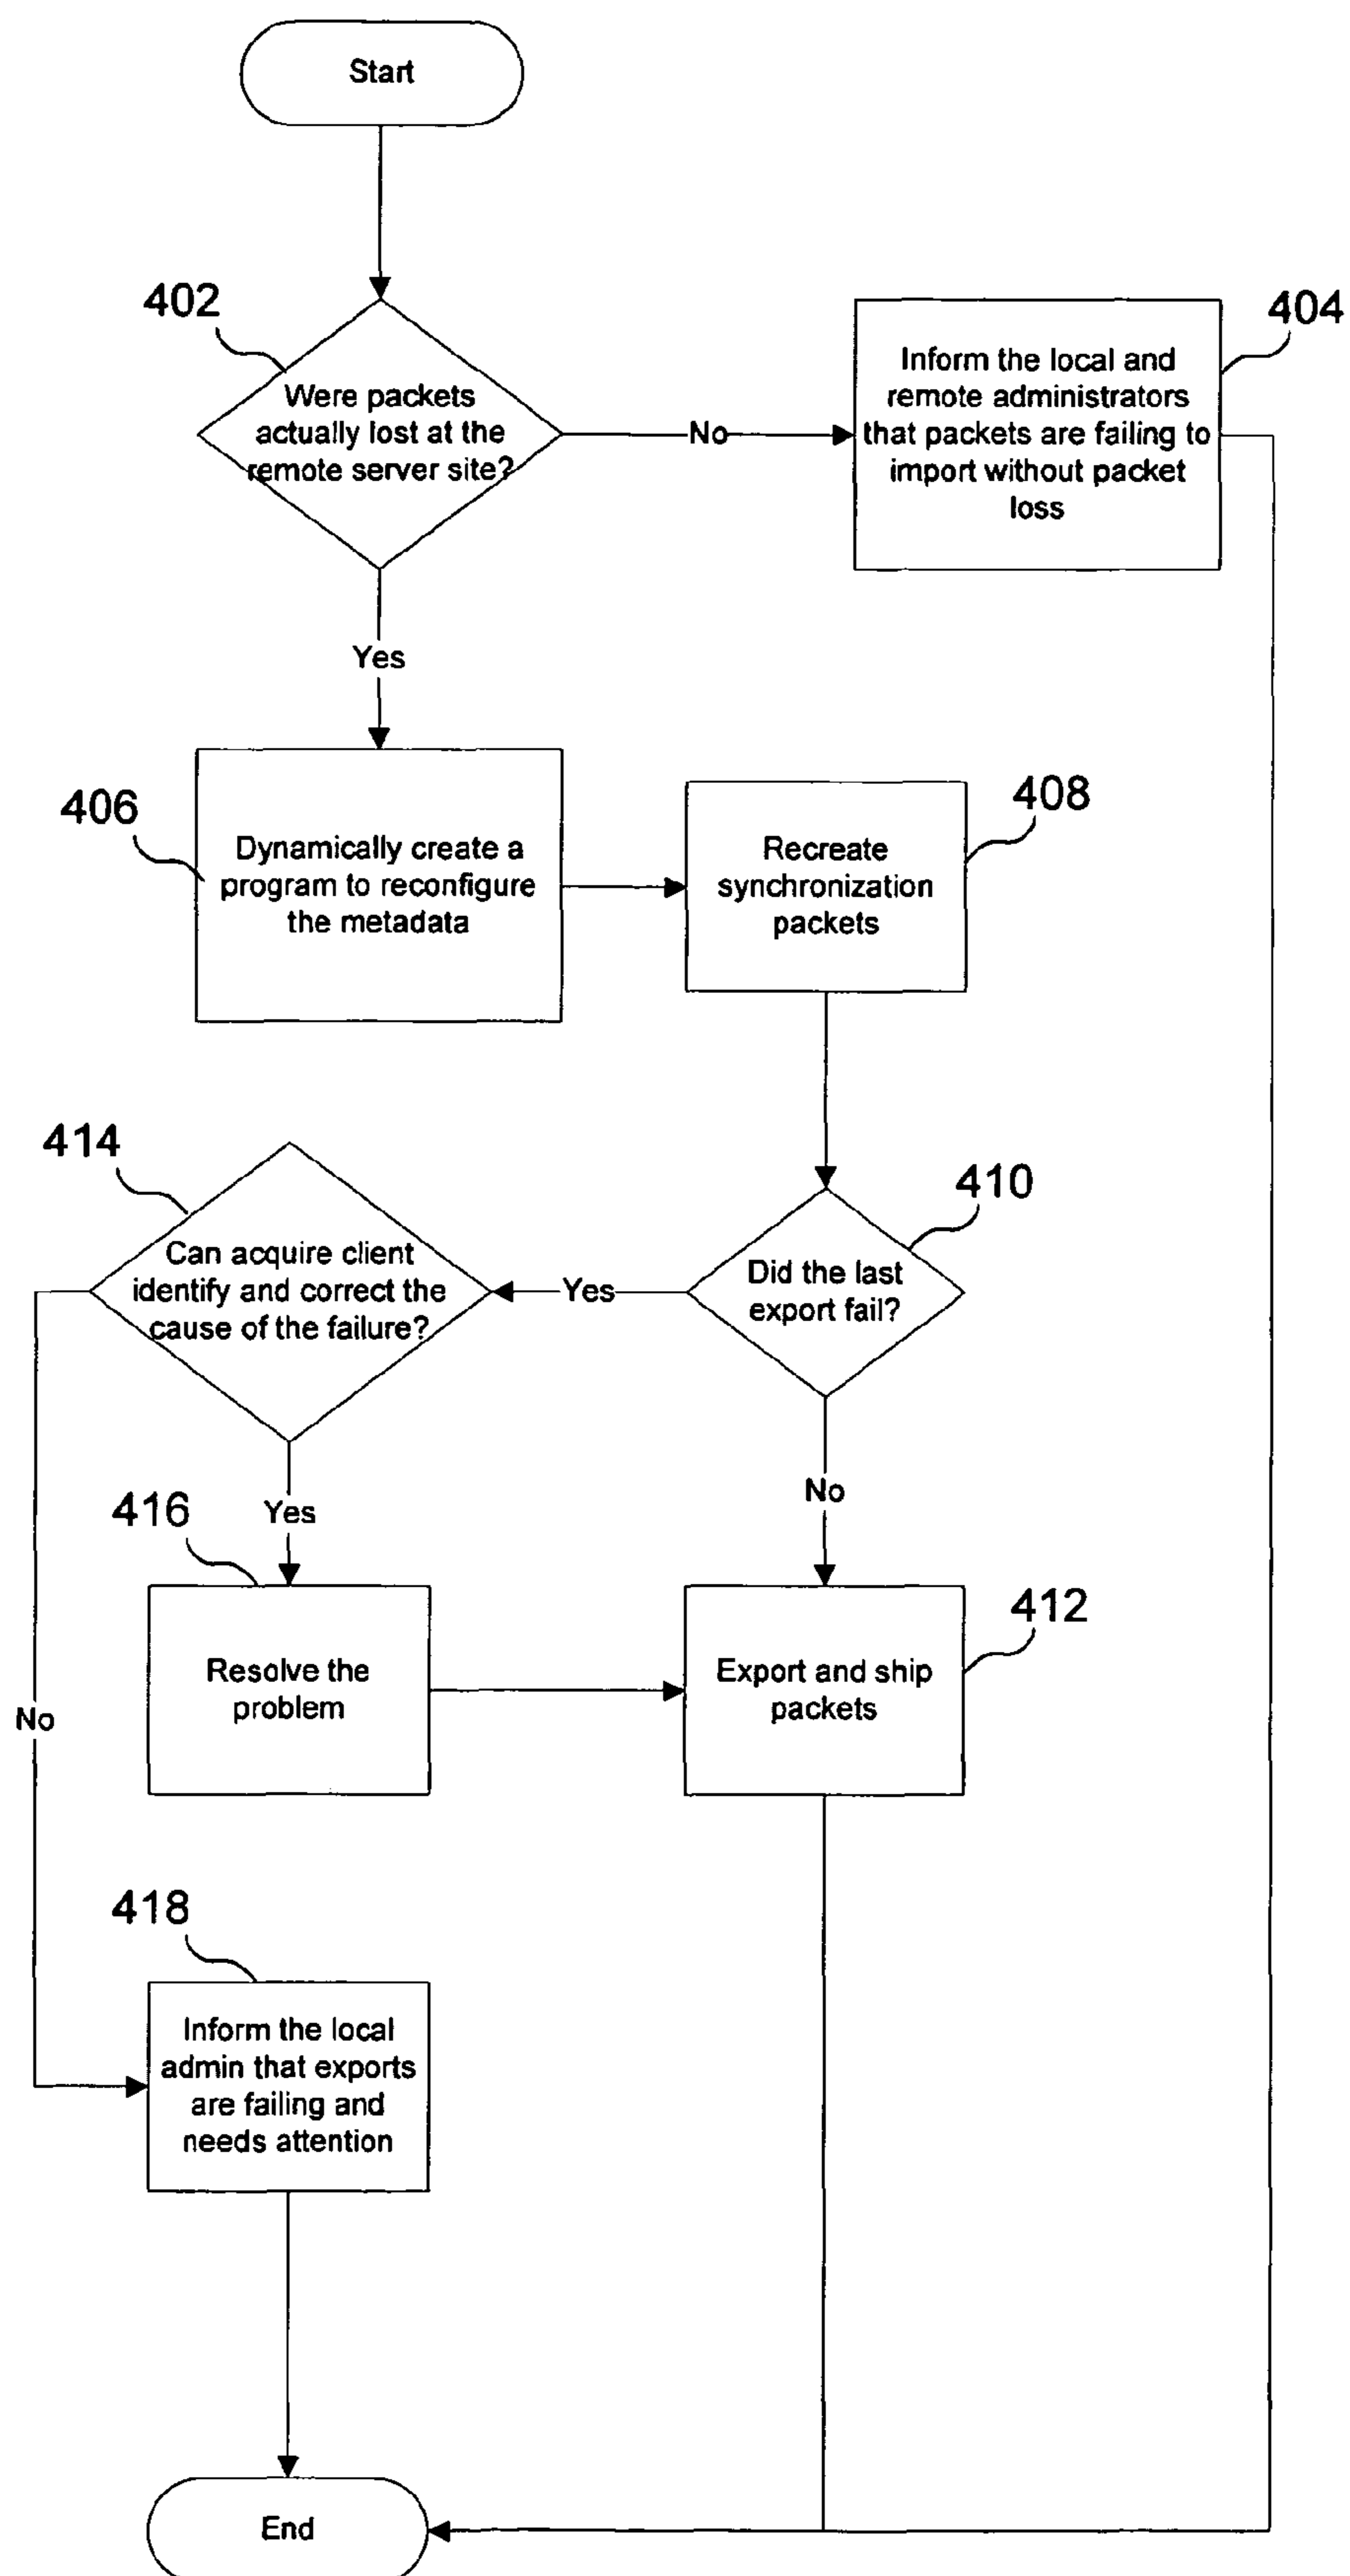 Start
402
Were packets
actually lost at the
remote server site?
No
404
Inform the local and
remote administrators
that packets are failing to
import without packet
loss
Yes
406
Dynamically create a
program to reconfigure
the metadata
408
Recreate
synchronization
packets
414
Can acquire client
identify and correct the
cause of the failure?
Yes
410
Did the last
export fail?
416
Yes
No
Resolve the
problem
412
Export and ship
packets
No
418
Inform the local
admin that exports
are failing and
needs attention
End